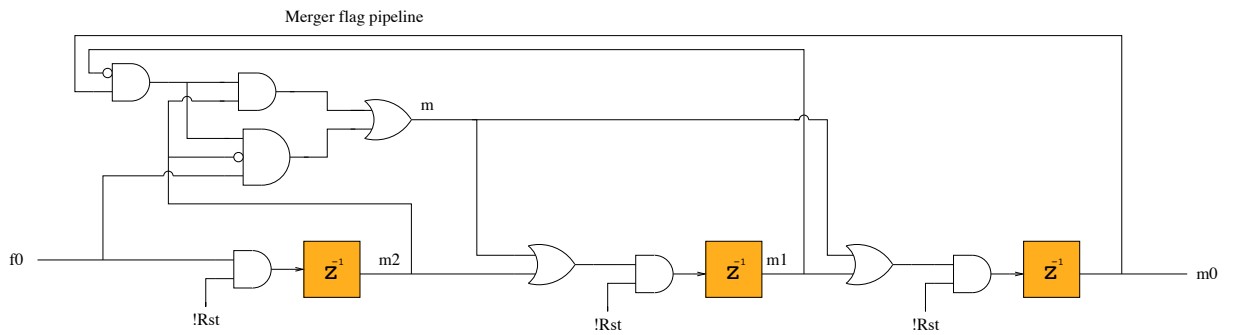 Merger flag pipeline
m
f0
Z⁻¹
m2
Z⁻¹
m1
Z⁻¹
m0
!Rst
!Rst
!Rst